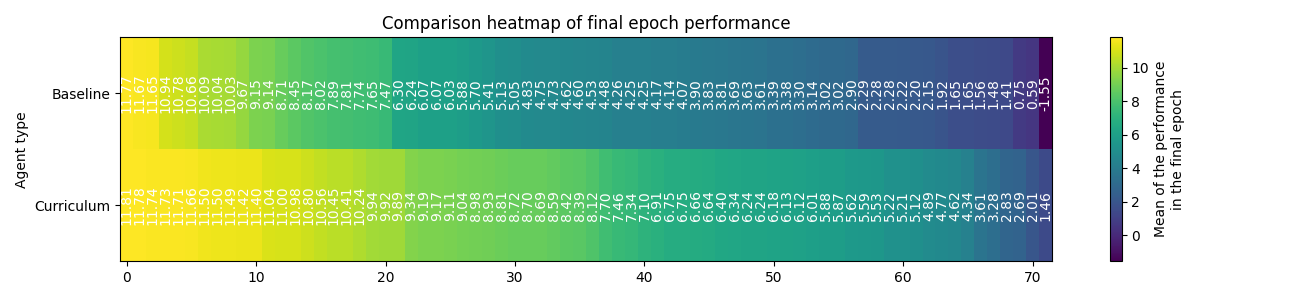 Comparison heatmap of final epoch performance
Agent type
Baseline
11.77 11.67 11.65 10.94 10.78 10.66 10.09 10.04 10.03 9.67 9.15 9.14 8.71 8.45 8.17 8.02 7.89 7.81 7.74 7.65 7.47 6.30 6.24 6.07 6.07 6.03 5.98 5.70 5.41 5.13 5.05 4.83 4.75 4.73 4.62 4.60 4.53 4.48 4.25 4.25 4.17 4.14 4.07 3.90 3.83 3.81 3.69 3.63 3.61 3.39 3.38 3.30 3.14 3.02 3.02 2.90 2.29 2.28 2.28 2.22 2.20 2.15 1.92 1.65 1.65 1.56 1.48 1.41 0.75 0.59 -1.55
Curriculum
11.81 11.78 11.74 11.73 11.71 11.66 11.50 11.50 11.49 11.42 11.40 11.04 11.00 10.98 10.80 10.56 10.45 10.41 10.24 9.94 9.92 9.89 9.34 9.19 9.17 9.11 9.04 8.98 8.93 8.81 8.72 8.70 8.69 8.59 8.42 8.39 8.12 7.70 7.46 7.34 7.10 6.91 6.75 6.75 6.66 6.64 6.40 6.34 6.24 6.24 6.18 6.13 6.12 6.01 5.88 5.87 5.62 5.59 5.53 5.22 5.21 5.12 4.89 4.77 4.62 4.34 3.61 3.28 2.83 2.69 2.01 1.46
0 10 20 30 40 50 60 70
10
8
6
4
2
0
Mean of the performance
in the final epoch